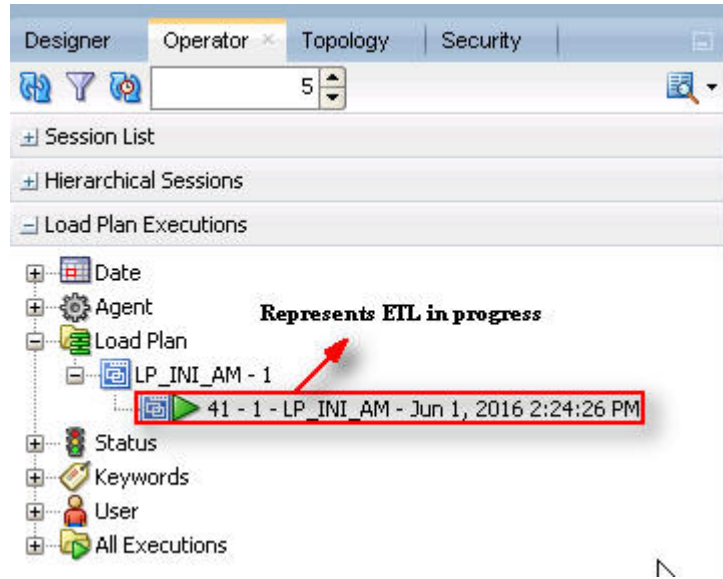 Designer Operator Topology Security
5
Session List
Hierarchical Sessions
Load Plan Executions
Date
Agent
Represents ETL in progress
Load Plan
LP_INI_AM - 1
41 - 1 - LP_INI_AM - Jun 1, 2016 2:24:26 PM
Status
Keywords
User
All Executions